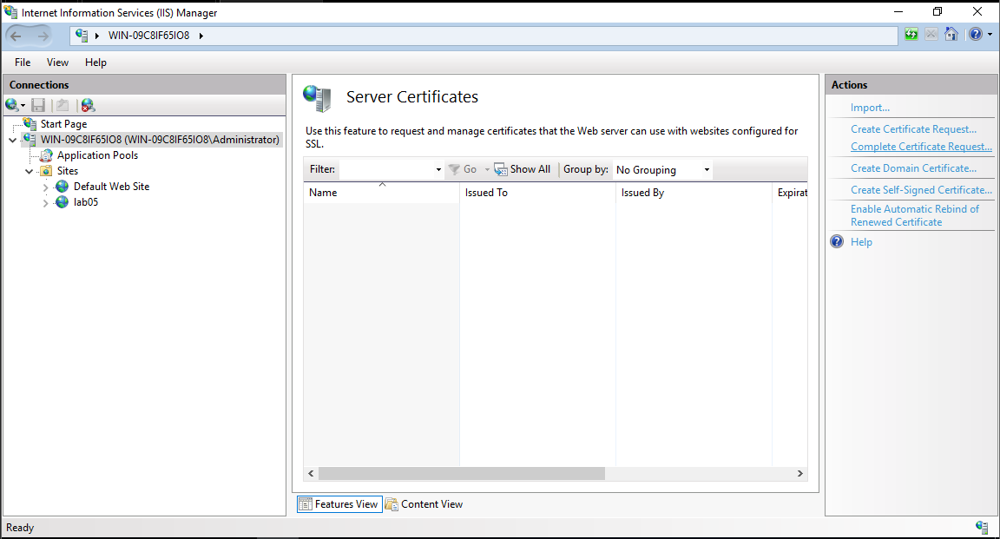 Internet Information Services (IIS) Manager
WIN-09C8IF65IO8
File View Help
Connections
Start Page
WIN-09C8IF65IO8 (WIN-09C8IF65IO8\Administrator)
Application Pools
Sites
Default Web Site
lab05
Server Certificates
Use this feature to request and manage certificates that the Web server can use with websites configured for
SSL.
Filter: Go Show All Group by: No Grouping
Name Issued To Issued By Expirat
Features View Content View
Actions
Import...
Create Certificate Request...
Complete Certificate Request...
Create Domain Certificate...
Create Self-Signed Certificate...
Enable Automatic Rebind of
Renewed Certificate
Help
Ready